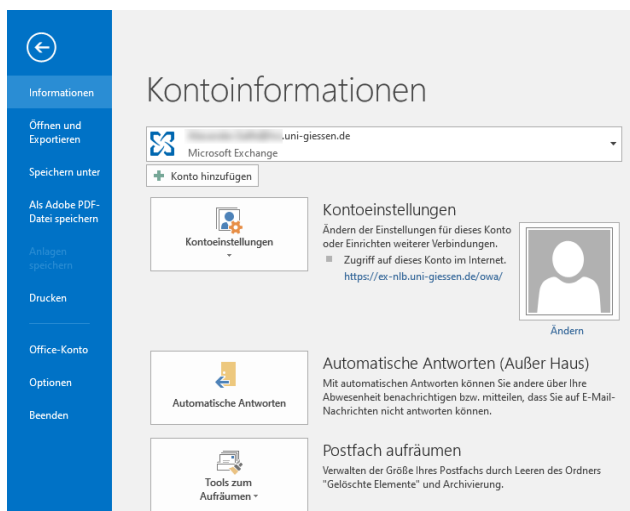 Informationen
Öffnen und
Exportieren
Speichern unter
Als Adobe PDF-
Datei speichern
Anlagen
speichern
Drucken
Office-Konto
Optionen
Beenden
Kontoinformationen
.uni-giessen.de
Microsoft Exchange
Konto hinzufügen
Kontoeinstellungen
Kontoeinstellungen
Ändern der Einstellungen für dieses Konto
oder Einrichten weiterer Verbindungen.
Zugriff auf dieses Konto im Internet.
https://ex-nlb.uni-giessen.de/owa/
Ändern
Automatische Antworten
Automatische Antworten (Außer Haus)
Mit automatischen Antworten können Sie andere über Ihre
Abwesenheit benachrichtigen bzw. mitteilen, dass Sie auf E-Mail-
Nachrichten nicht antworten können.
Tools zum
Aufräumen
Postfach aufräumen
Verwalten der Größe Ihres Postfachs durch Leeren des Ordners
"Gelöschte Elemente" und Archivierung.